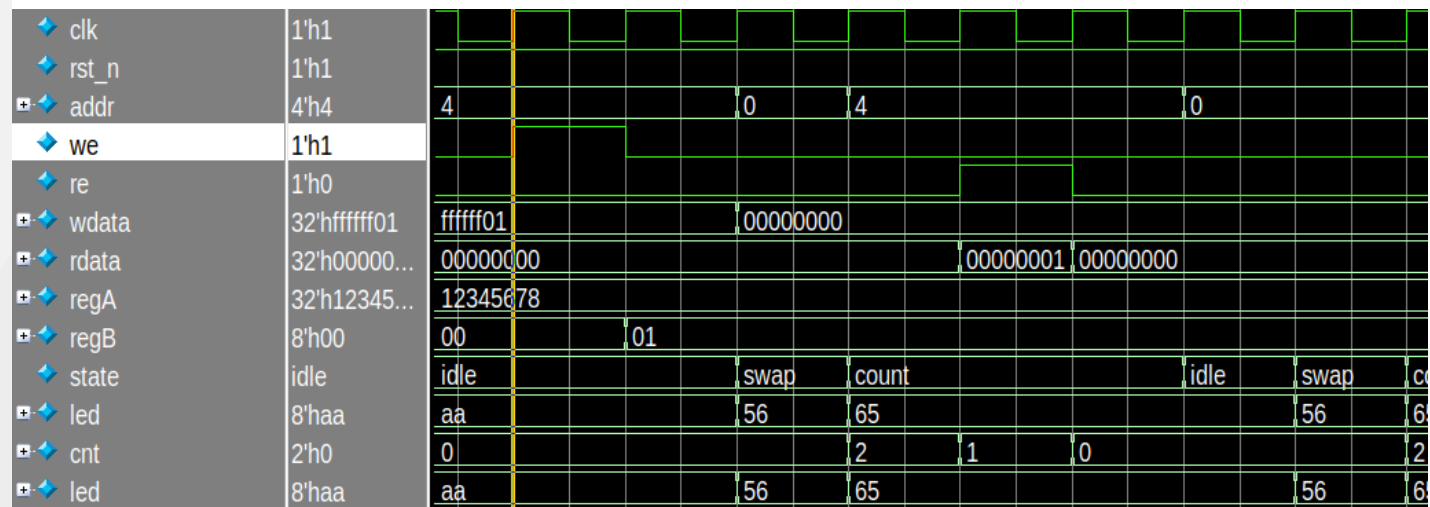 clk 1'h1
rst_n 1'h1
addr 4'h4 4 0 4 0
we 1'h1
re 1'h0
wdata 32'hffffff01 ffffff01 00000000
rdata 32'h00000... 00000000 00000001 00000000
regA 32'h12345... 12345678
regB 8'h00 00 01
state idle idle swap count idle swap co
led 8'haa aa 56 65 56 65
cnt 2'h0 0 2 1 0 2
led 8'haa aa 56 65 56 65